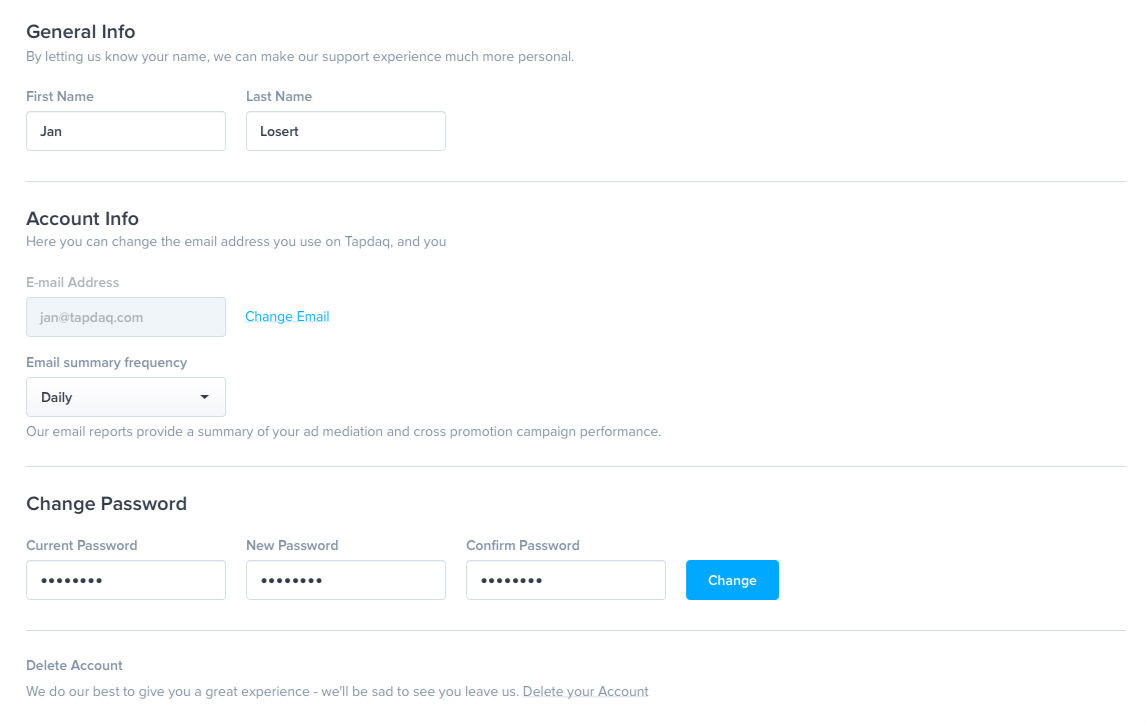 General Info
By letting us know your name, we can make our support experience much more personal.
First Name
Last Name
Jan
Losert
Account Info
Here you can change the email address you use on Tapdaq, and you
E-mail Address
jan@tapdaq.com
Change Email
Email summary frequency
Daily
Our email reports provide a summary of your ad mediation and cross promotion campaign performance.
Change Password
Current Password
New Password
Confirm Password
••••••••
••••••••
••••••••
Change
Delete Account
We do our best to give you a great experience - we'll be sad to see you leave us. Delete your Account